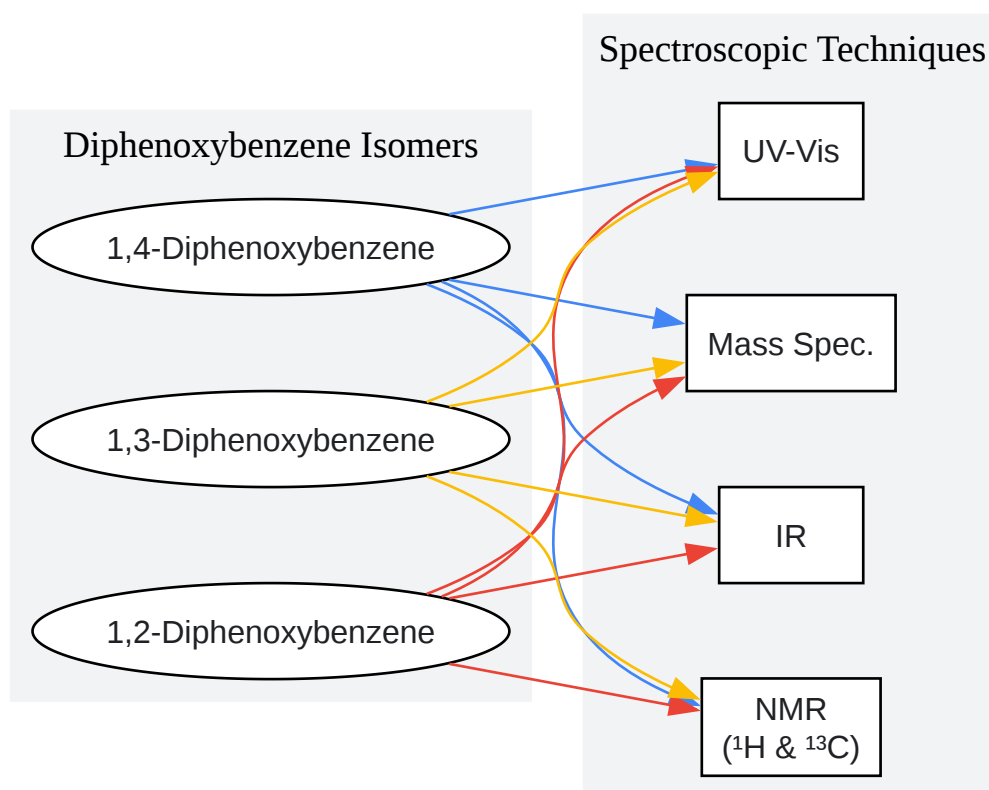 Spectroscopic Techniques
Diphenoxybenzene Isomers
UV-Vis
1,4-Diphenoxybenzene
Mass Spec.
1,3-Diphenoxybenzene
IR
1,2-Diphenoxybenzene
NMR
(¹H & ¹³C)